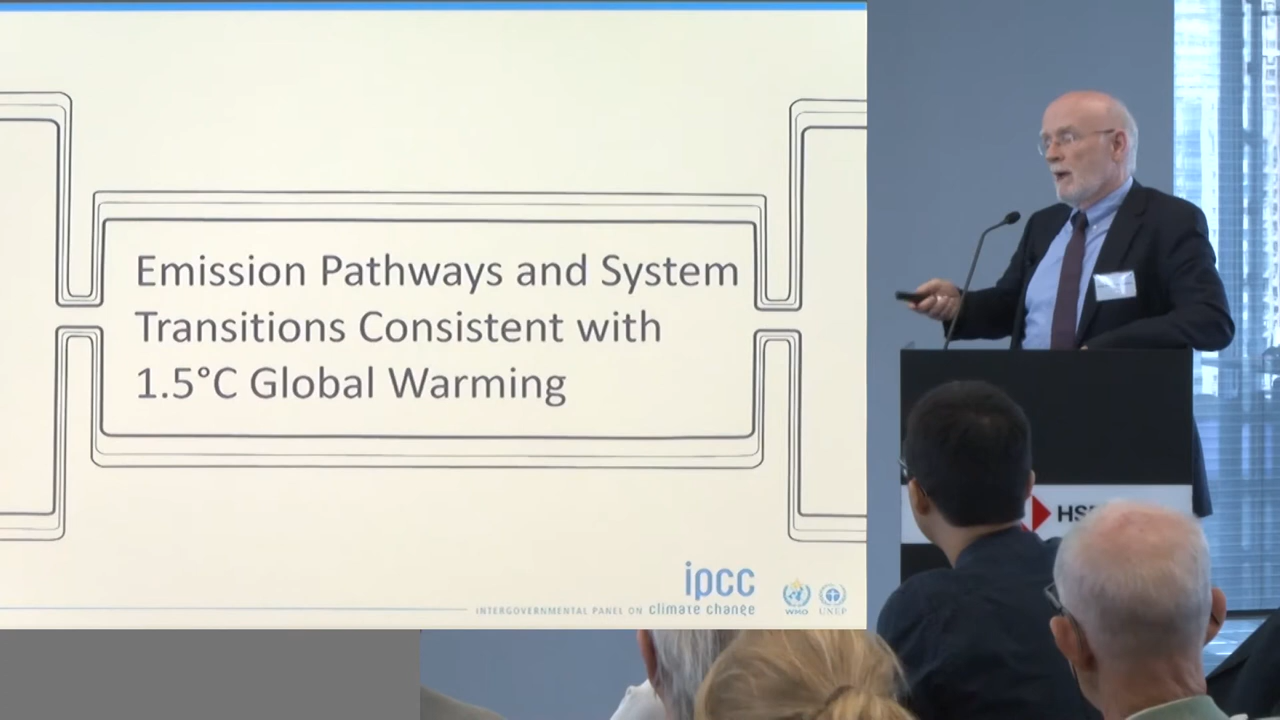 Emission Pathways and System
Transitions Consistent with
1.5°C Global Warming
ipcc
INTERGOVERNMENTAL PANEL ON climate change
WMO
UNEP